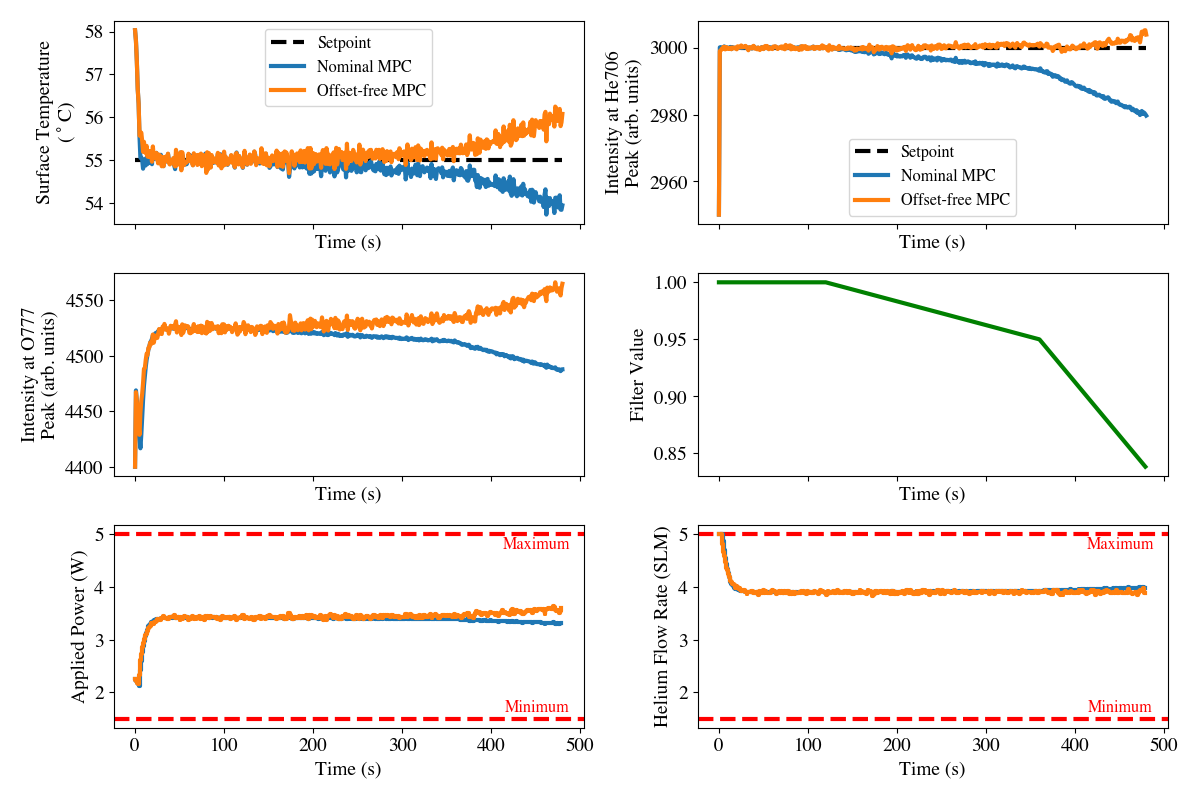 58
57
56
55
54
Surface Temperature
(°C)
Setpoint
Nominal MPC
Offset-free MPC
Time (s)
3000
2980
2960
Intensity at He706
Peak (arb. units)
Setpoint
Nominal MPC
Offset-free MPC
Time (s)
4550
4500
4450
4400
Intensity at O777
Peak (arb. units)
Time (s)
1.00
0.95
0.90
0.85
Filter Value
Time (s)
5
4
3
2
Applied Power (W)
Maximum
Minimum
0 100 200 300 400 500
Time (s)
5
4
3
2
Helium Flow Rate (SLM)
Maximum
Minimum
0 100 200 300 400 500
Time (s)